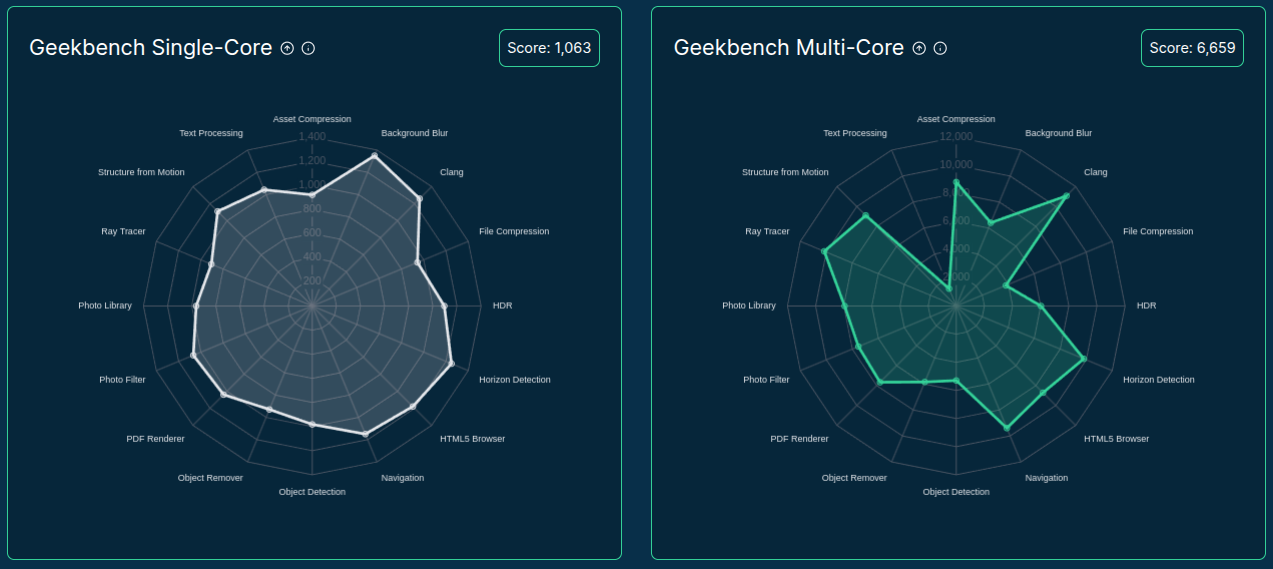 Geekbench Single-Core
Score: 1,063
Asset Compression
Background Blur
Clang
File Compression
HDR
Horizon Detection
HTML5 Browser
Navigation
Object Detection
Object Remover
PDF Renderer
Photo Filter
Photo Library
Ray Tracer
Structure from Motion
Text Processing
1,400
1,200
1,000
800
600
400
200
Geekbench Multi-Core
Score: 6,659
Asset Compression
Background Blur
Clang
File Compression
HDR
Horizon Detection
HTML5 Browser
Navigation
Object Detection
Object Remover
PDF Renderer
Photo Filter
Photo Library
Ray Tracer
Structure from Motion
Text Processing
12,000
10,000
8,000
6,000
4,000
2,000